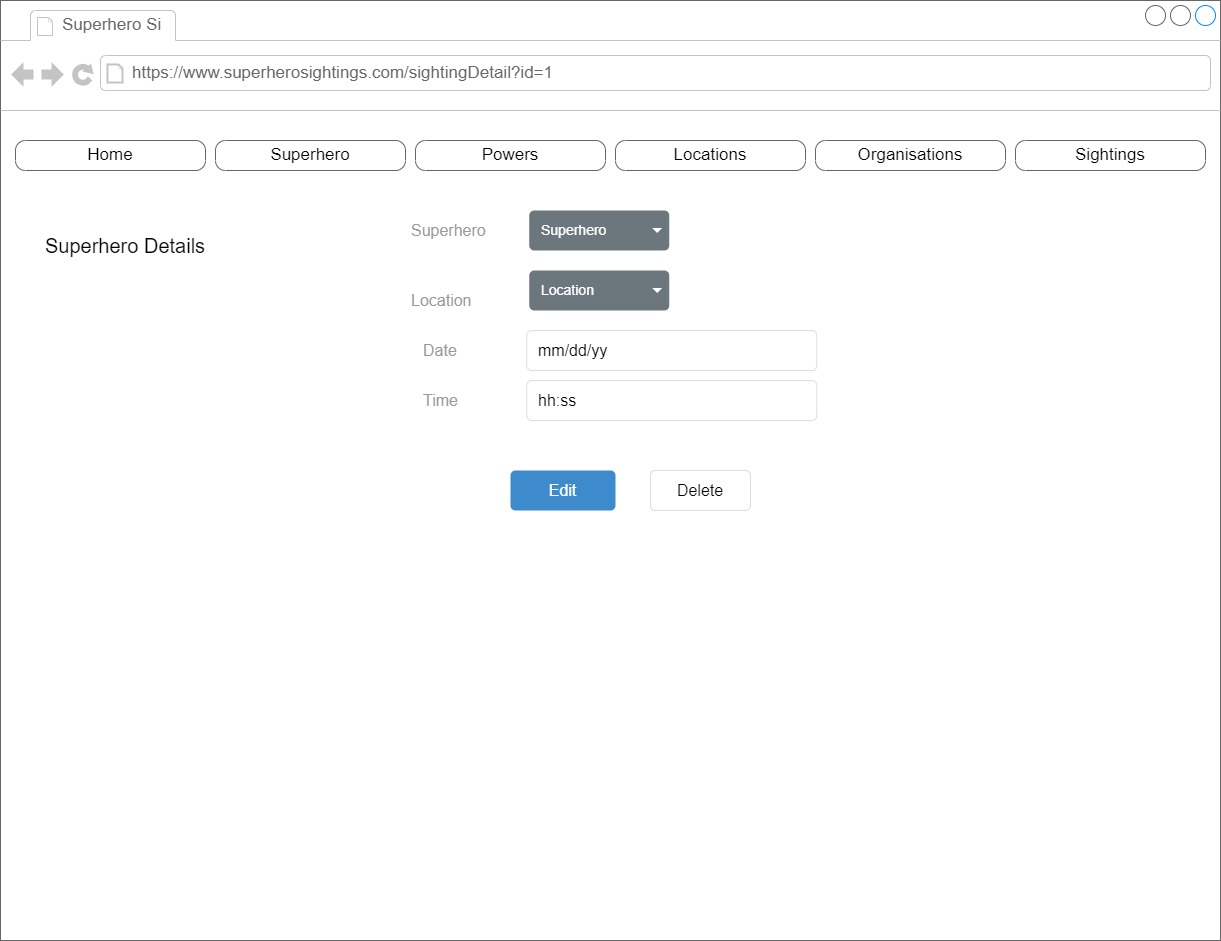 Superhero Si
https://www.superherosightings.com/sightingDetail?id=1
Home Superhero Powers Locations Organisations Sightings
Superhero Details
Superhero Superhero
Location Location
Date mm/dd/yy
Time hh:ss
Edit Delete